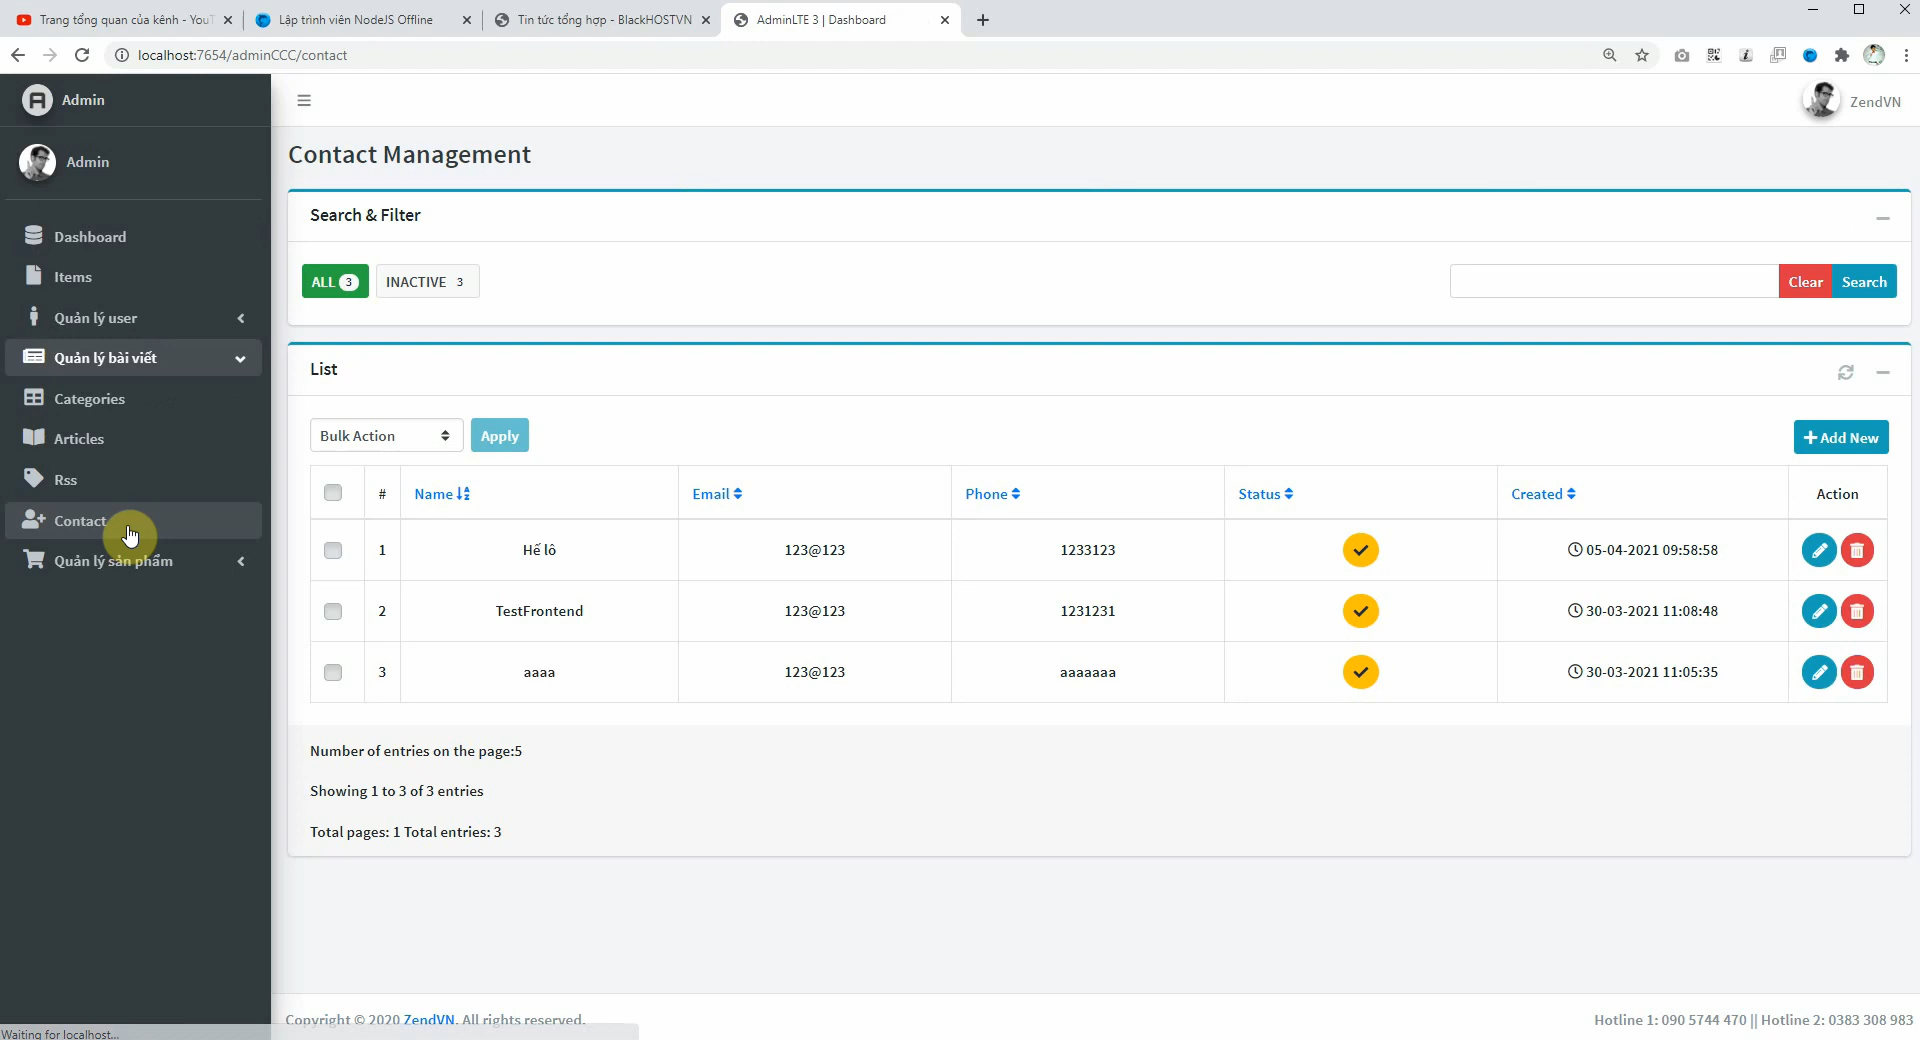 Trang tổng quan của kênh - YouT
Lập trình viên NodeJS Offline
Tin tức tổng hợp - BlackHOSTVN
AdminLTE 3 | Dashboard
localhost:7654/adminCCC/contact
Admin
ZendVN
Admin
Contact Management
Search & Filter
Dashboard
Items
ALL 3
INACTIVE 3
Clear
Search
Quản lý user
Quản lý bài viết
List
Categories
Articles
Bulk Action
Apply
Add New
Rss
# Name Email Phone Status Created Action
Contact
1 Hế lô 123@123 1233123 05-04-2021 09:58:58
Quản lý sản phẩm
2 TestFrontend 123@123 1231231 30-03-2021 11:08:48
3 aaaa 123@123 aaaaaaa 30-03-2021 11:05:35
Number of entries on the page:5
Showing 1 to 3 of 3 entries
Total pages: 1 Total entries: 3
Copyright © 2020 ZendVN. All rights reserved.
Hotline 1: 090 5744 470 || Hotline 2: 0383 308 983
Waiting for localhost...